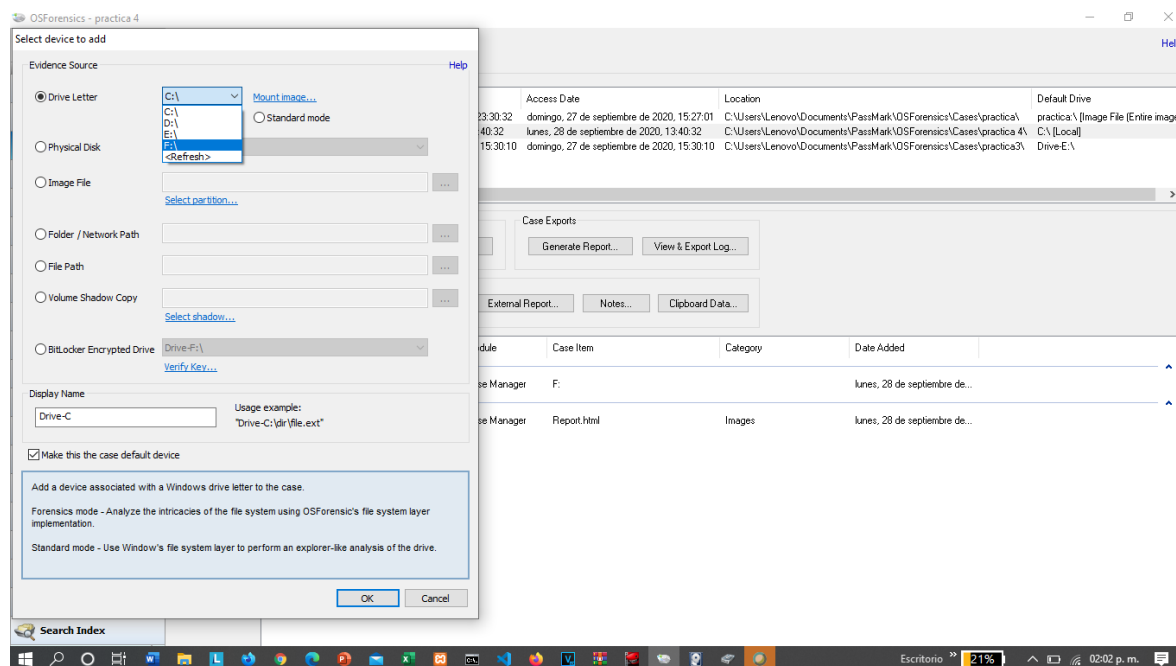 OSForensics - practica 4
Select device to add
Evidence Source
Help
Drive Letter
C:\
Mount image...
C:\
D:\
E:\
F:\
<Refresh>
Standard mode
Physical Disk
Image File
...
Select partition...
Folder / Network Path
...
File Path
...
Volume Shadow Copy
...
Select shadow...
BitLocker Encrypted Drive
Drive-F:\
Verify Key...
Display Name
Drive-C
Usage example:
"Drive-C:\dir\file.ext"
Make this the case default device
Add a device associated with a Windows drive letter to the case.
Forensics mode - Analyze the intricacies of the file system using OSForensic's file system layer
implementation.
Standard mode - Use Window's file system layer to perform an explorer-like analysis of the drive.
OK
Cancel
Hel
Access Date
Location
Default Drive
23:30:32
domingo, 27 de septiembre de 2020, 15:27:01
C:\Users\Lenovo\Documents\PassMark\OSForensics\Cases\practica\
practica:\ [Image File (Entire image
40:32
lunes, 28 de septiembre de 2020, 13:40:32
C:\Users\Lenovo\Documents\PassMark\OSForensics\Cases\practica 4\
C:\ [Local]
15:30:10
domingo, 27 de septiembre de 2020, 15:30:10
C:\Users\Lenovo\Documents\PassMark\OSForensics\Cases\practica3\
Drive-E:\
Case Exports
Generate Report...
View & Export Log...
External Report...
Notes...
Clipboard Data...
dule
Case Item
Category
Date Added
se Manager
F:
lunes, 28 de septiembre de...
se Manager
Report.html
Images
lunes, 28 de septiembre de...
Search Index
Escritorio
21%
02:02 p. m.